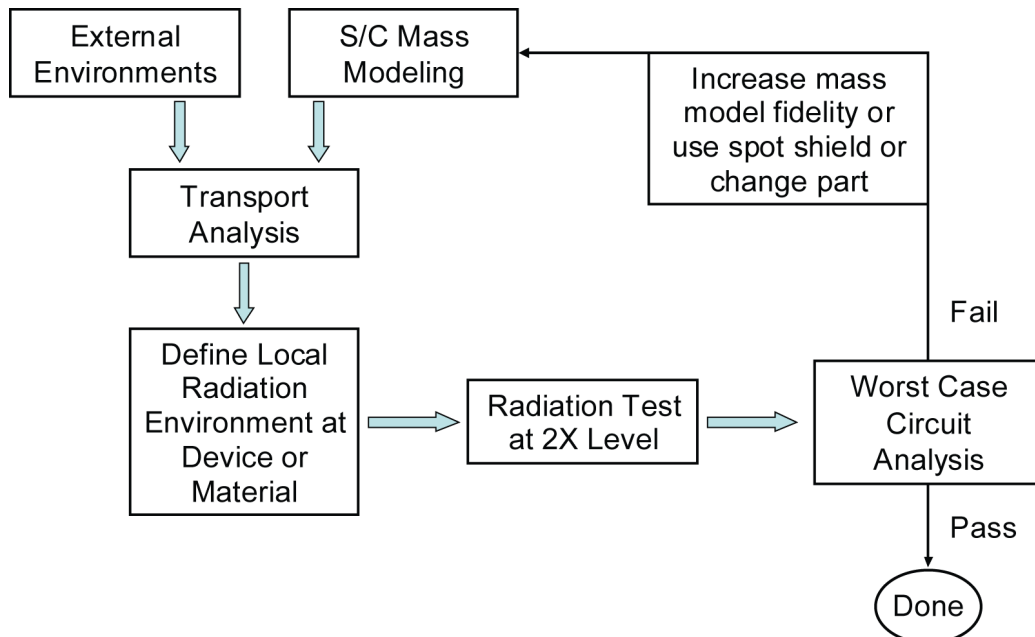 External
Environments
S/C Mass
Modeling
Increase mass
model fidelity or
use spot shield or
change part
Transport
Analysis
Define Local
Radiation
Environment at
Device or
Material
Radiation Test
at 2X Level
Fail
Worst Case
Circuit
Analysis
Pass
Done